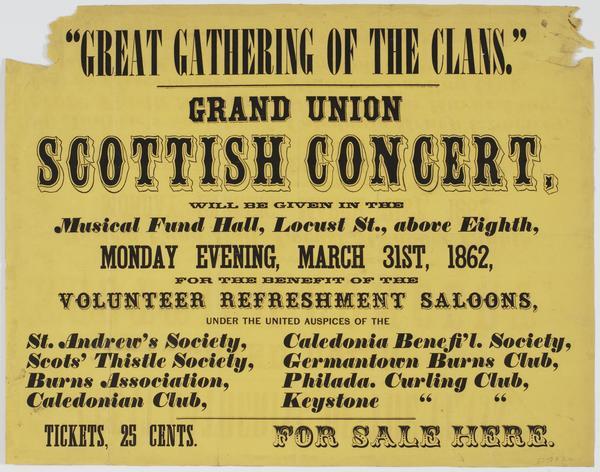 “GREAT GATHERING OF THE CLANS.”
GRAND UNION
SCOTTISH CONCERT,
WILL BE GIVEN IN THE
Musical Fund Hall, Locust St., above Eighth,
MONDAY EVENING, MARCH 31ST, 1862,
FOR THE BENEFIT OF THE
VOLUNTEER REFRESHMENT SALOONS,
UNDER THE UNITED AUSPICES OF THE
St. Andrew's Society,
Scots' Thistle Society,
Burns Association,
Caledonian Club,
Caledonia Benefi'l. Society,
Germantown Burns Club,
Philada. Curling Club,
Keystone “ “
TICKETS, 25 CENTS.
FOR SALE HERE.